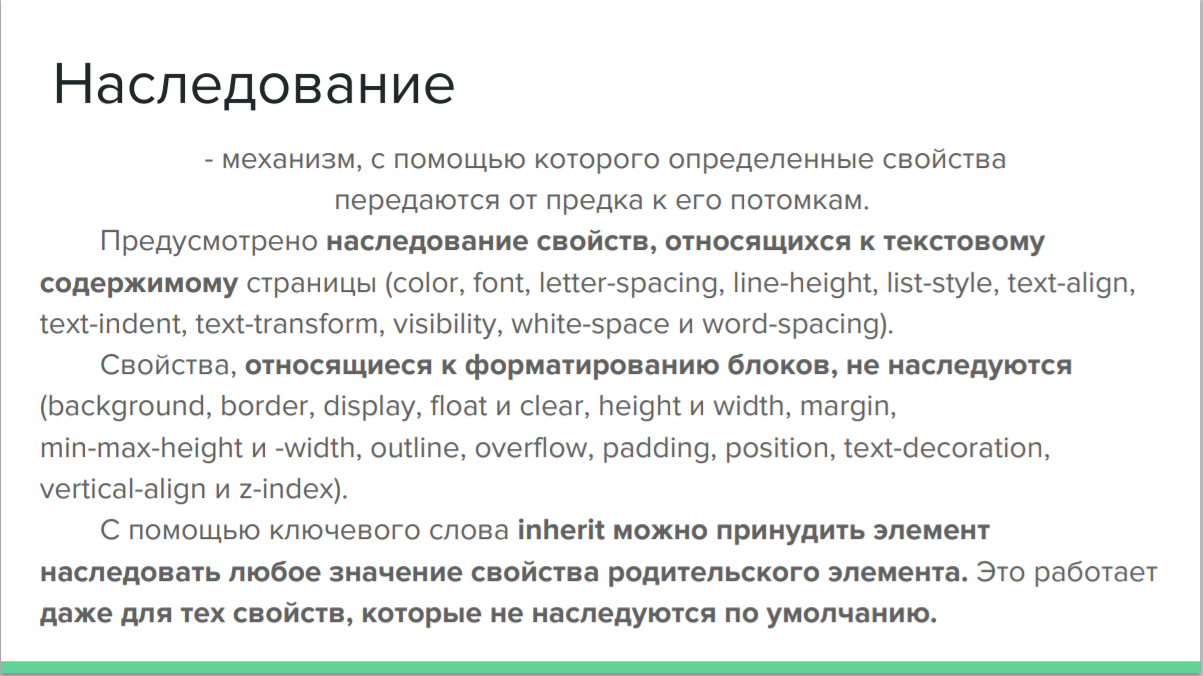 Наследование
- механизм, с помощью которого определенные свойства
передаются от предка к его потомкам.
Предусмотрено наследование свойств, относящихся к текстовому
содержимому страницы (color, font, letter-spacing, line-height, list-style, text-align,
text-indent, text-transform, visibility, white-space и word-spacing).
Свойства, относящиеся к форматированию блоков, не наследуются
(background, border, display, float и clear, height и width, margin,
min-max-height и -width, outline, overflow, padding, position, text-decoration,
vertical-align и z-index).
С помощью ключевого слова inherit можно принудить элемент
наследовать любое значение свойства родительского элемента. Это работает
даже для тех свойств, которые не наследуются по умолчанию.